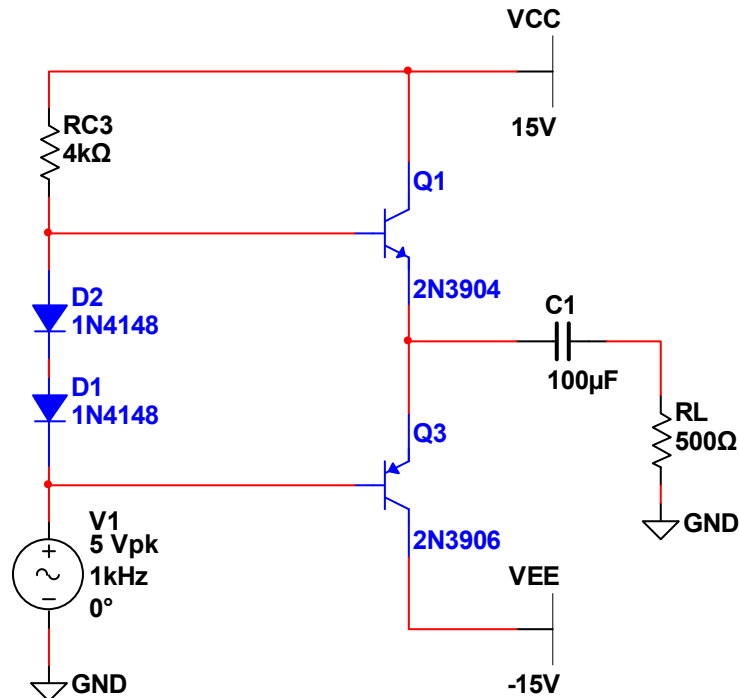 VCC
15V
RC3
4kΩ
Q1
2N3904
D2
1N4148
C1
100µF
D1
1N4148
RL
500Ω
Q3
GND
V1
5 Vpk
1kHz
0°
2N3906
VEE
-15V
GND